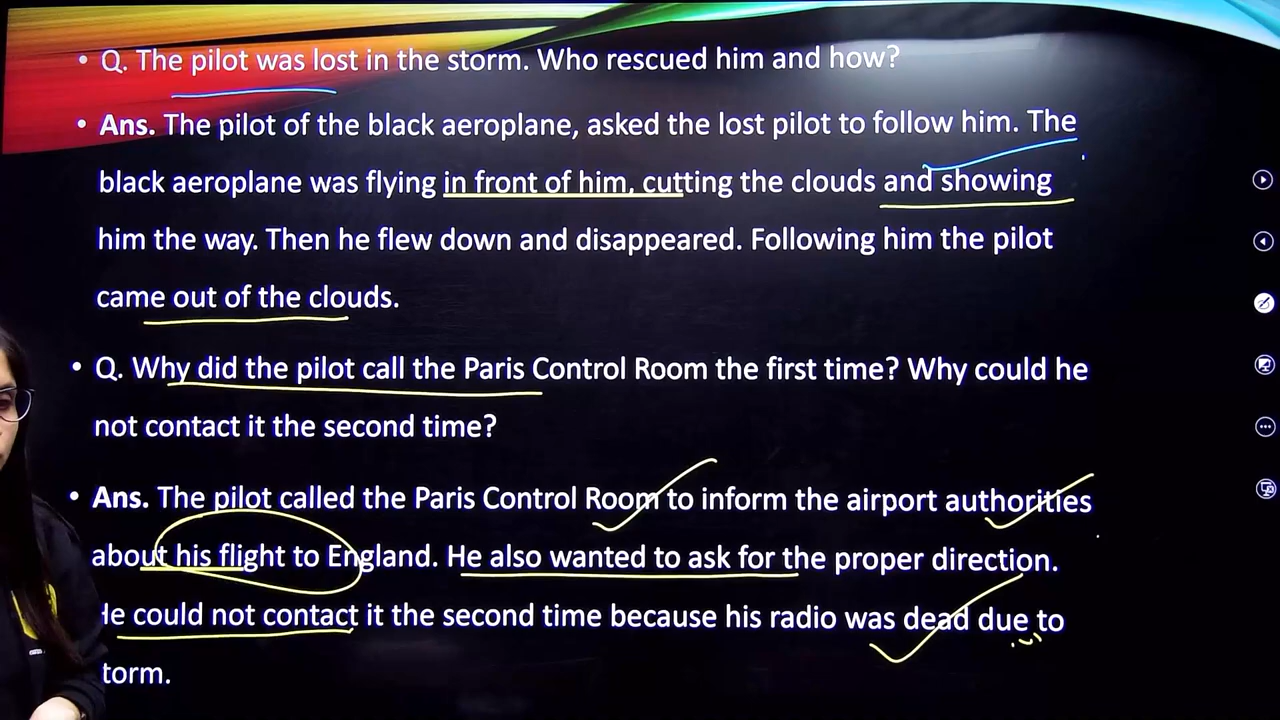 • Q. The pilot was lost in the storm. Who rescued him and how?
• Ans. The pilot of the black aeroplane, asked the lost pilot to follow him. The
black aeroplane was flying in front of him, cutting the clouds and showing
him the way. Then he flew down and disappeared. Following him the pilot
came out of the clouds.
• Q. Why did the pilot call the Paris Control Room the first time? Why could he
not contact it the second time?
• Ans. The pilot called the Paris Control Room to inform the airport authorities
about his flight to England. He also wanted to ask for the proper direction.
He could not contact it the second time because his radio was dead due to
torm.